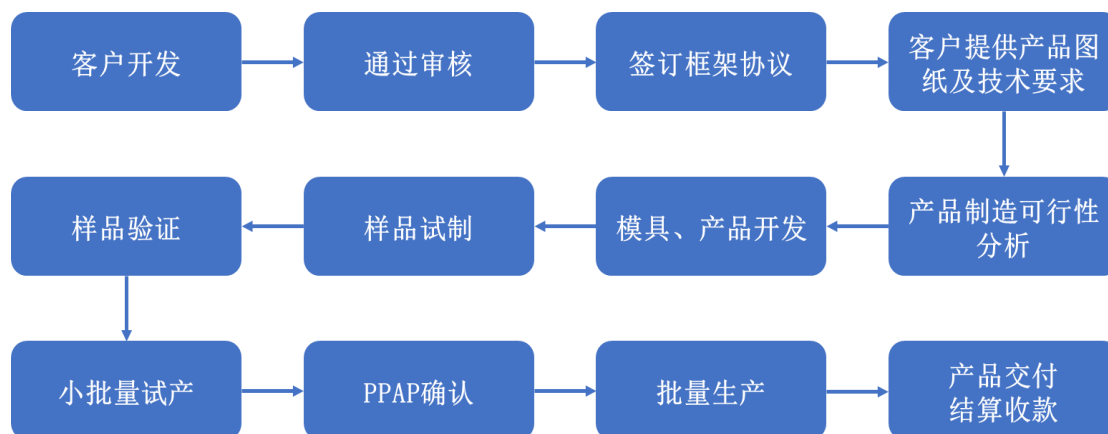 客户开发
通过审核
签订框架协议
客户提供产品图
纸及技术要求
产品制造可行性
分析
模具、产品开发
样品试制
样品验证
小批量试产
PPAP确认
批量生产
产品交付
结算收款